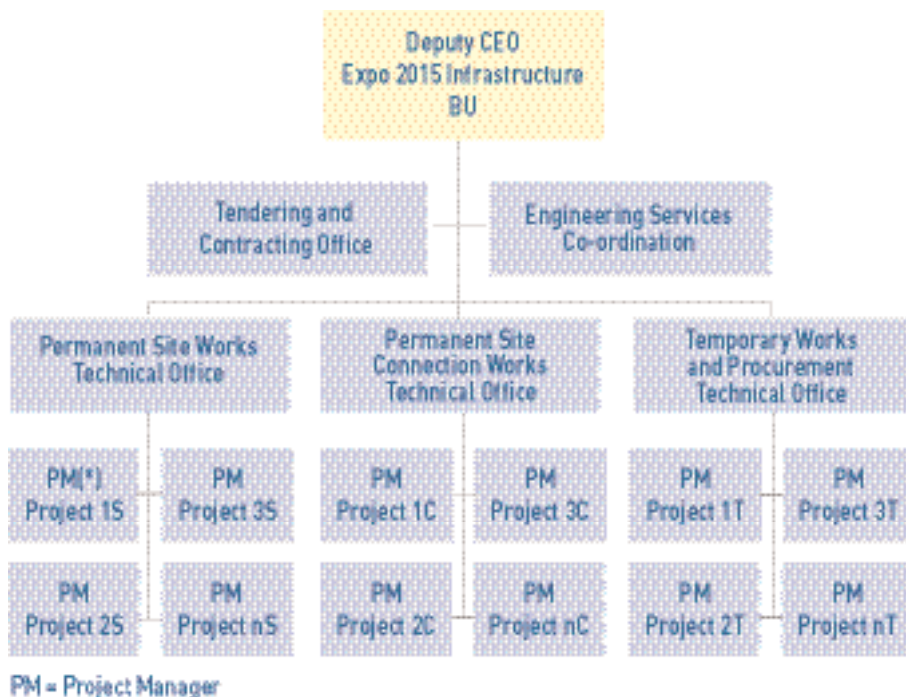 Deputy CEO
Expo 2015 Infrastructure
BU
Tendering and
Contracting Office
Engineering Services
Co-ordination
Permanent Site Works
Technical Office
Permanent Site
Connection Works
Technical Office
Temporary Works
and Procurement
Technical Office
PM(*)
Project 1S
PM
Project 3S
PM
Project 1C
PM
Project 3C
PM
Project 1T
PM
Project 3T
PM
Project 2S
PM
Project nS
PM
Project 2C
PM
Project nC
PM
Project 2T
PM
Project nT
PM = Project Manager